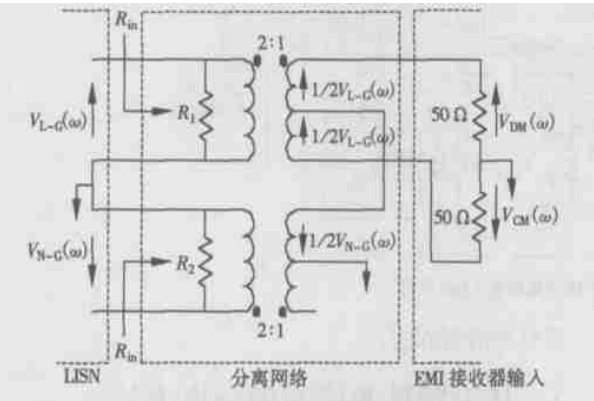 R_in
2:1
1/2V_L-G(ω)
V_L-G(ω)
R_1
1/2V_L-G(ω)
50 Ω
V_DM(ω)
V_N-G(ω)
R_2
1/2V_N-G(ω)
50 Ω
V_CM(ω)
R_in
2:1
LISN
分离网络
EMI 接收器输入